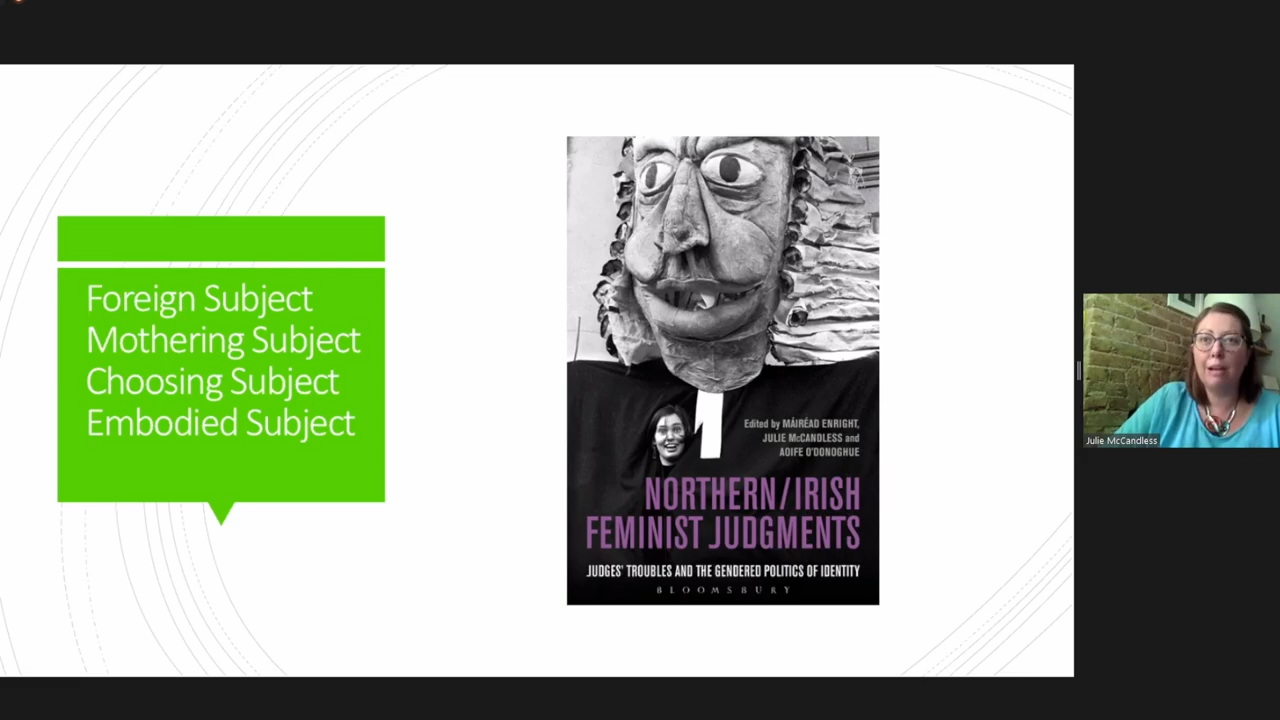 Foreign Subject
Mothering Subject
Choosing Subject
Embodied Subject
Edited by MÁIRÉAD ENRIGHT,
JULIE McCANDLESS and
AOIFE O'DONOGHUE
NORTHERN/IRISH
FEMINIST JUDGMENTS
JUDGES' TROUBLES AND THE GENDERED POLITICS OF IDENTITY
BLOOMSBURY
Julie McCandless